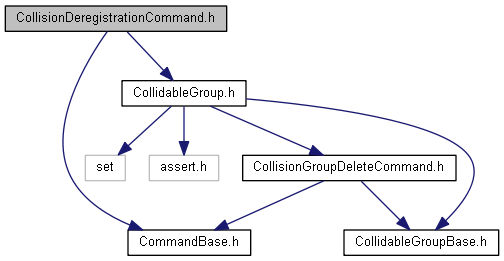 CollisionDeregistrationCommand.h
CollidableGroup.h
set
assert.h
CollisionGroupDeleteCommand.h
CommandBase.h
CollidableGroupBase.h